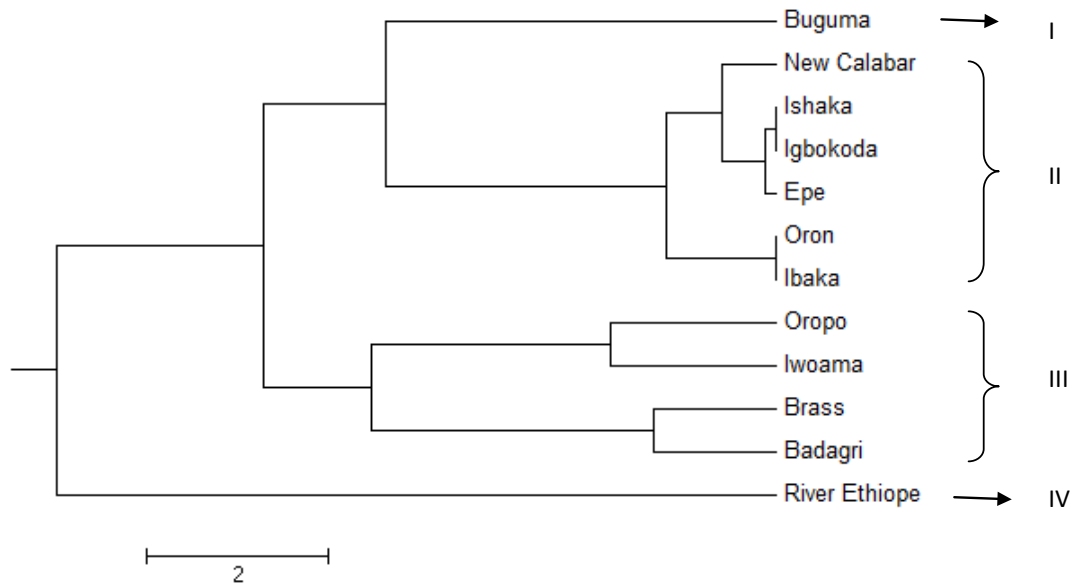 Buguma
I
New Calabar
Ishaka
Igbokoda
II
Epe
Oron
Ibaka
Oropo
Iwoama
III
Brass
Badagri
River Ethiope
IV
2